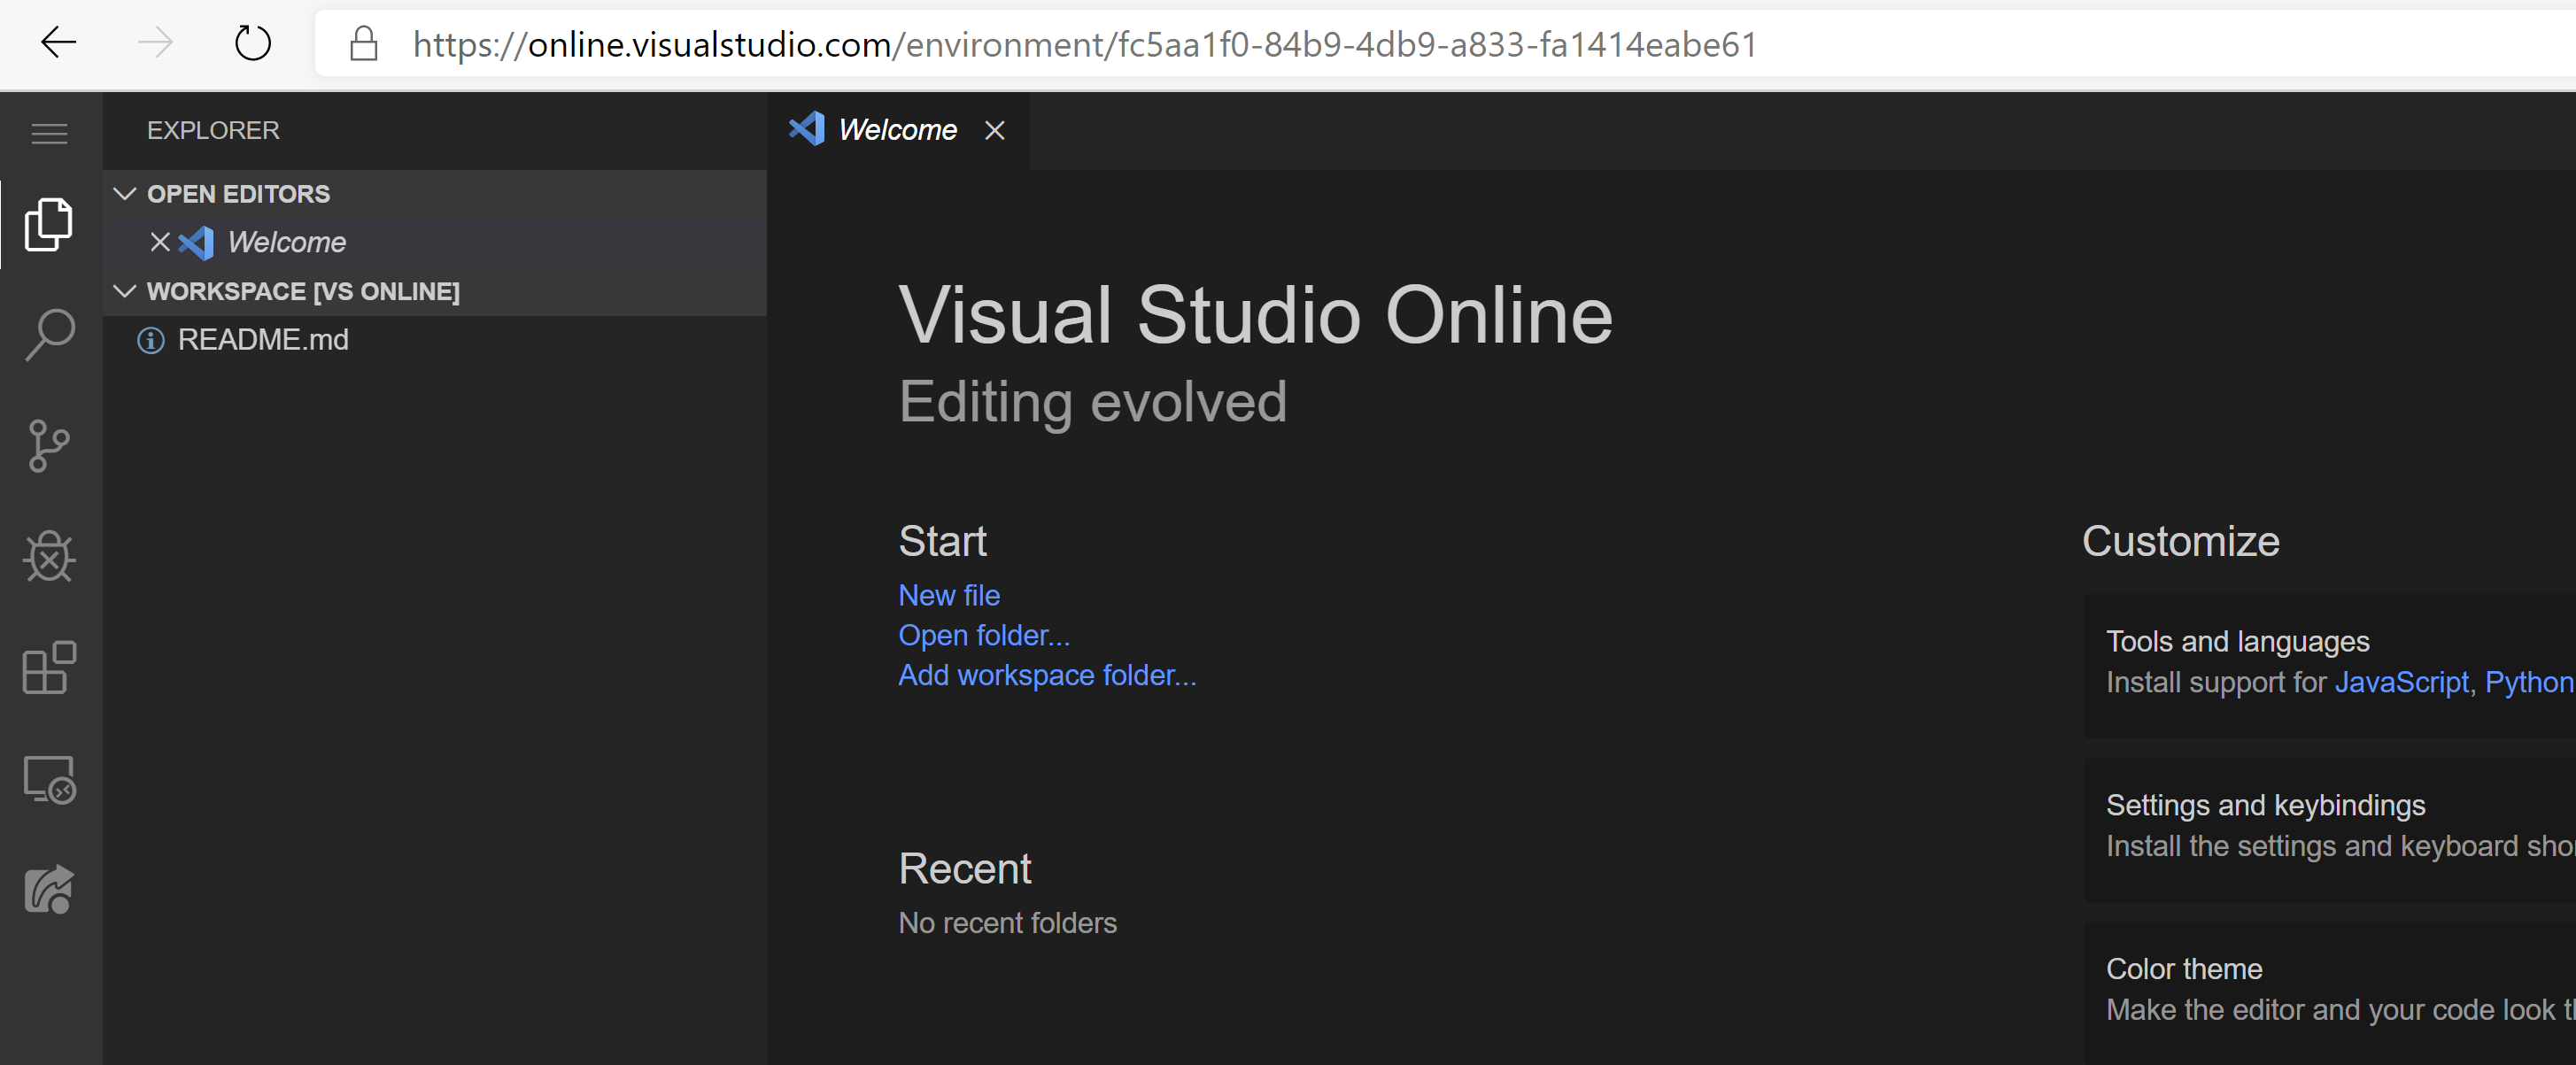 https://online.visualstudio.com/environment/fc5aa1f0-84b9-4db9-a833-fa1414eabe61
EXPLORER
OPEN EDITORS
Welcome
WORKSPACE [VS ONLINE]
README.md
Welcome
Visual Studio Online
Editing evolved
Start
New file
Open folder...
Add workspace folder...
Recent
No recent folders
Customize
Tools and languages
Install support for JavaScript, Python
Settings and keybindings
Install the settings and keyboard
Color theme
Make the editor and your code look